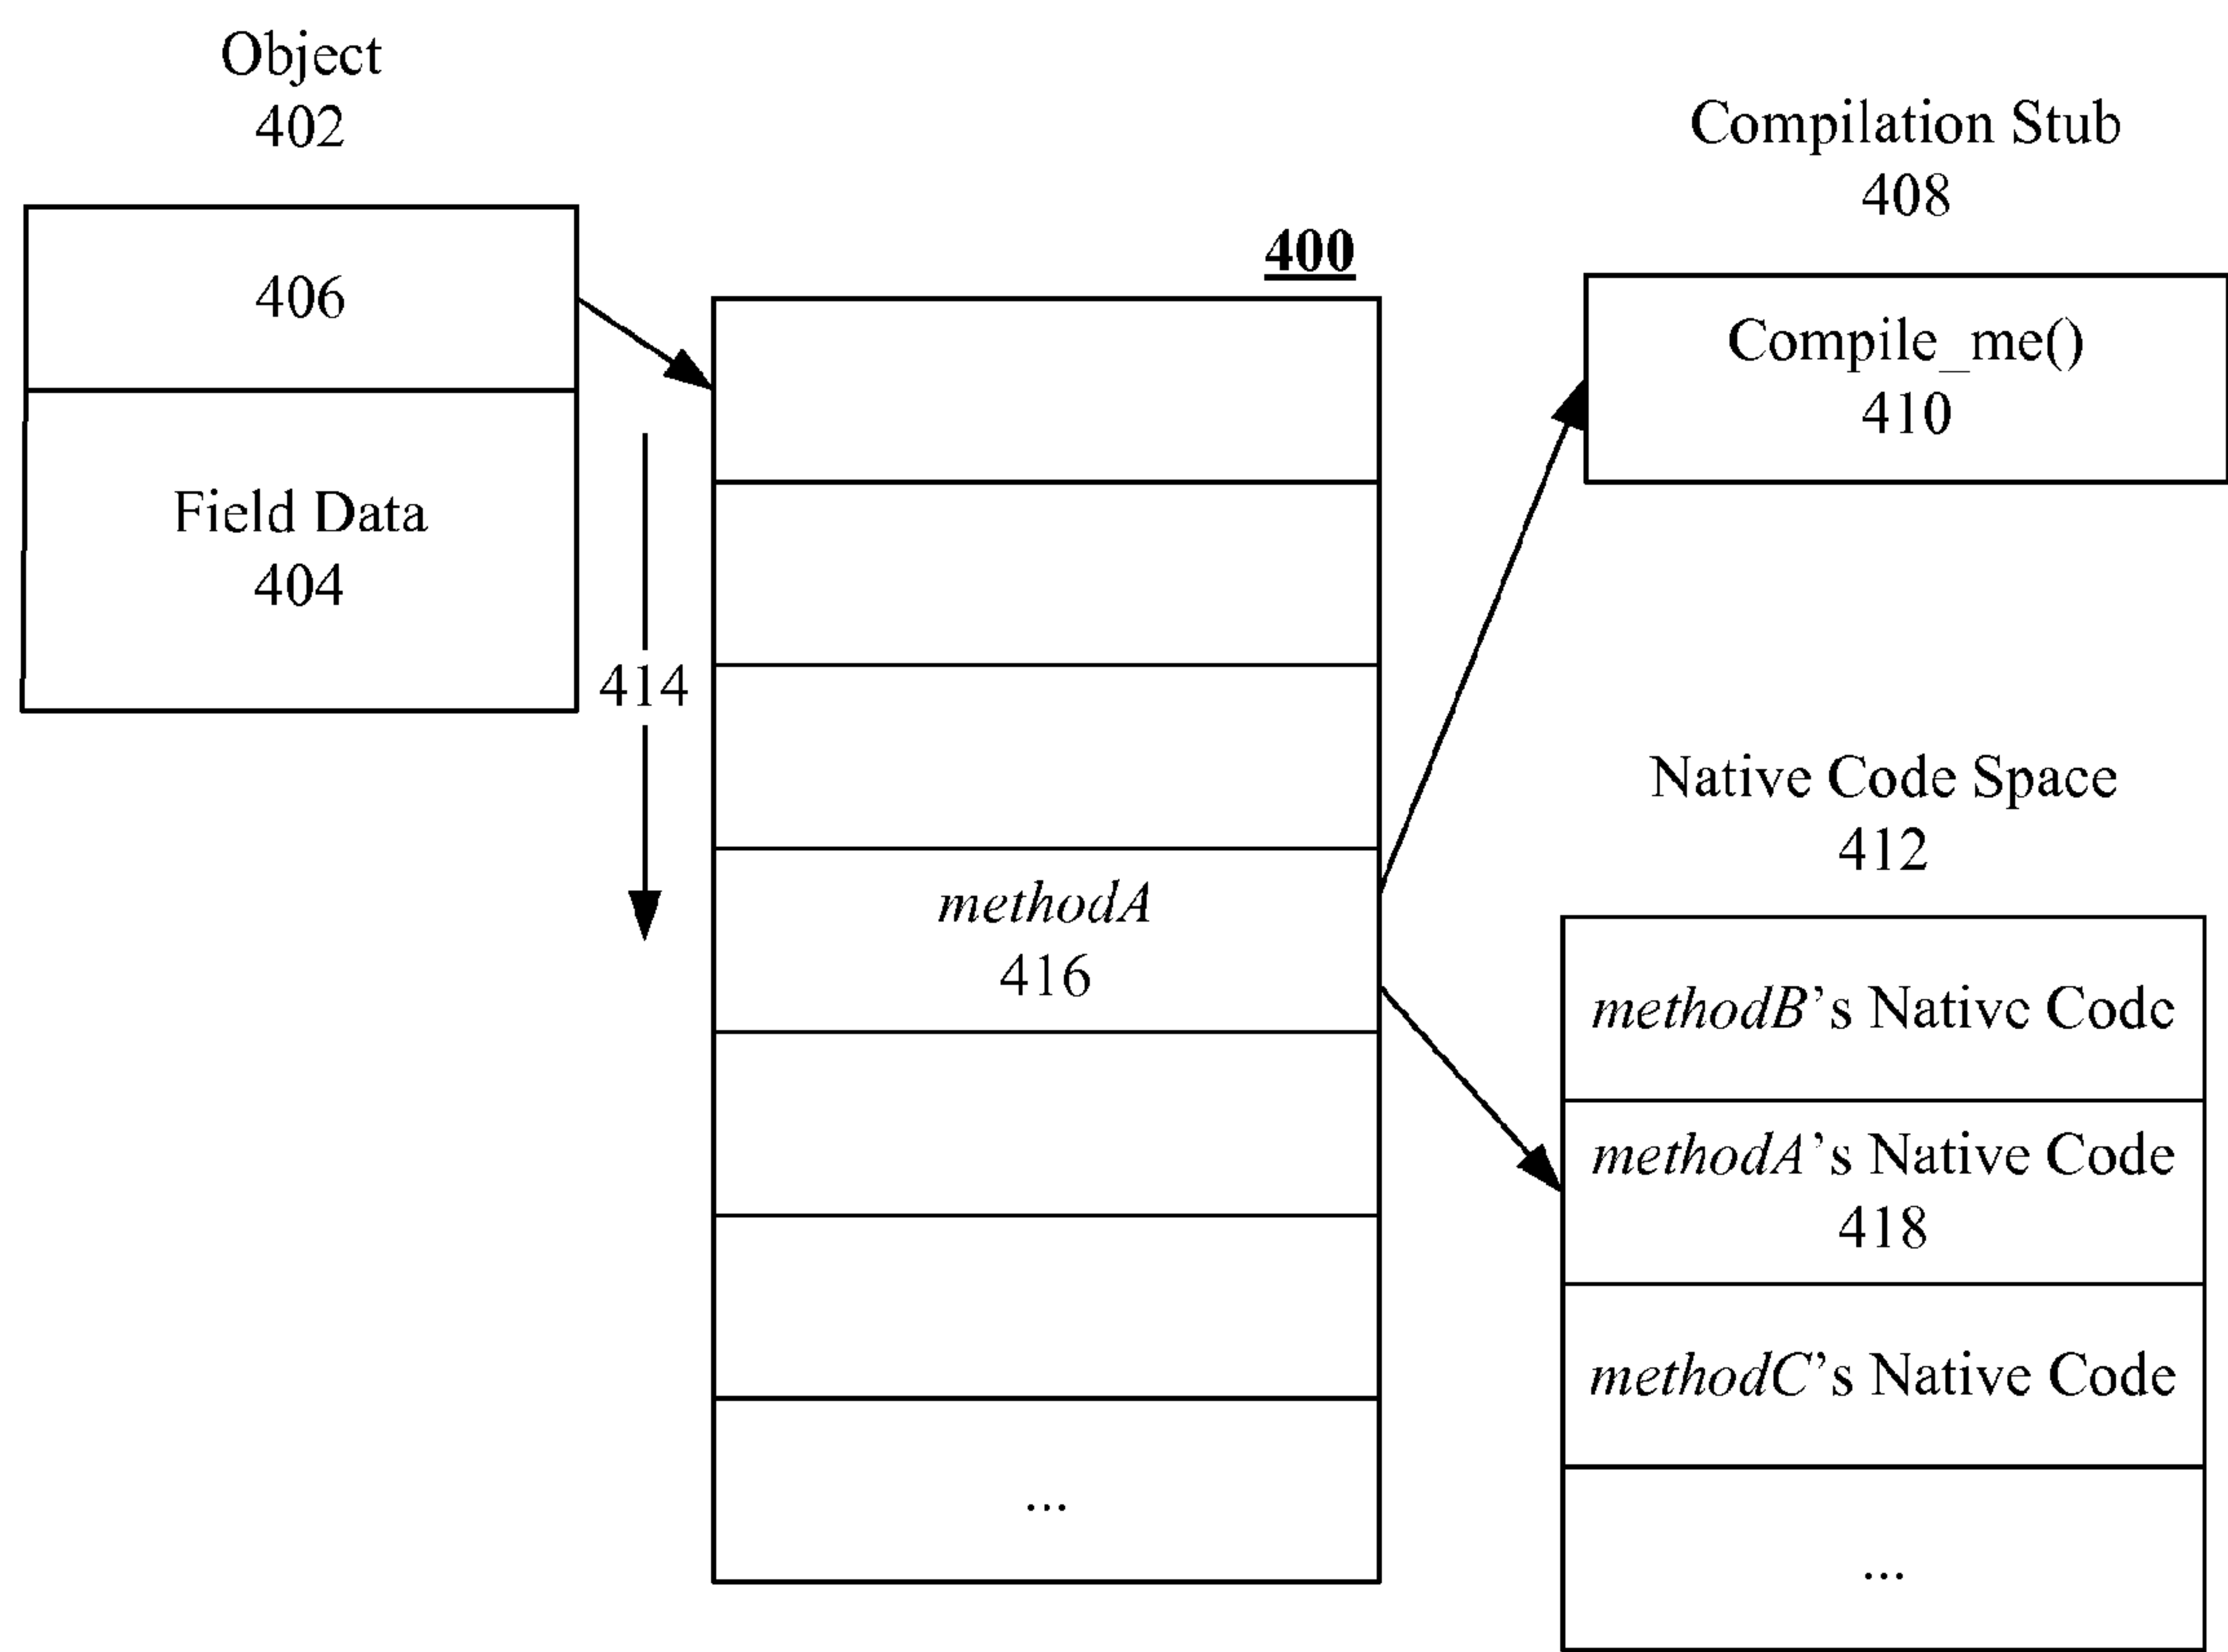 Object
402
406
Field Data
404
414
400
methodA
416
...
Compilation Stub
408
Compile_me()
410
Native Code Space
412
methodB’s Native Code
methodA’s Native Code
418
methodC’s Native Code
...